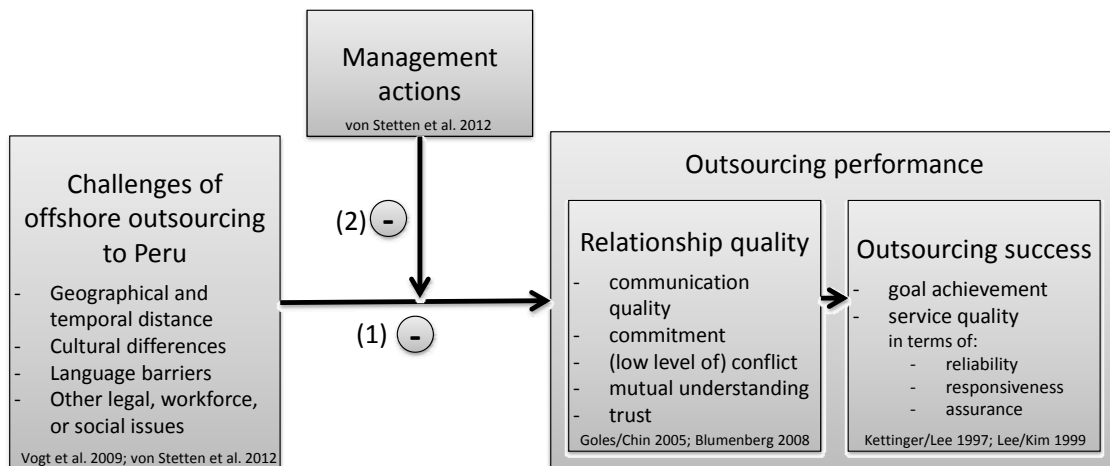 Management
actions
von Stetten et al. 2012
Challenges of
offshore outsourcing
to Peru
- Geographical and
temporal distance
- Cultural differences
- Language barriers
- Other legal, workforce,
or social issues
Vogt et al. 2009; von Stetten et al. 2012
(2) -
(1) -
Outsourcing performance
Relationship quality
- communication
quality
- commitment
- (low level of) conflict
- mutual understanding
- trust
Goles/Chin 2005; Blumenberg 2008
Outsourcing success
- goal achievement
- service quality
in terms of:
- reliability
- responsiveness
- assurance
Kettinger/Lee 1997; Lee/Kim 1999